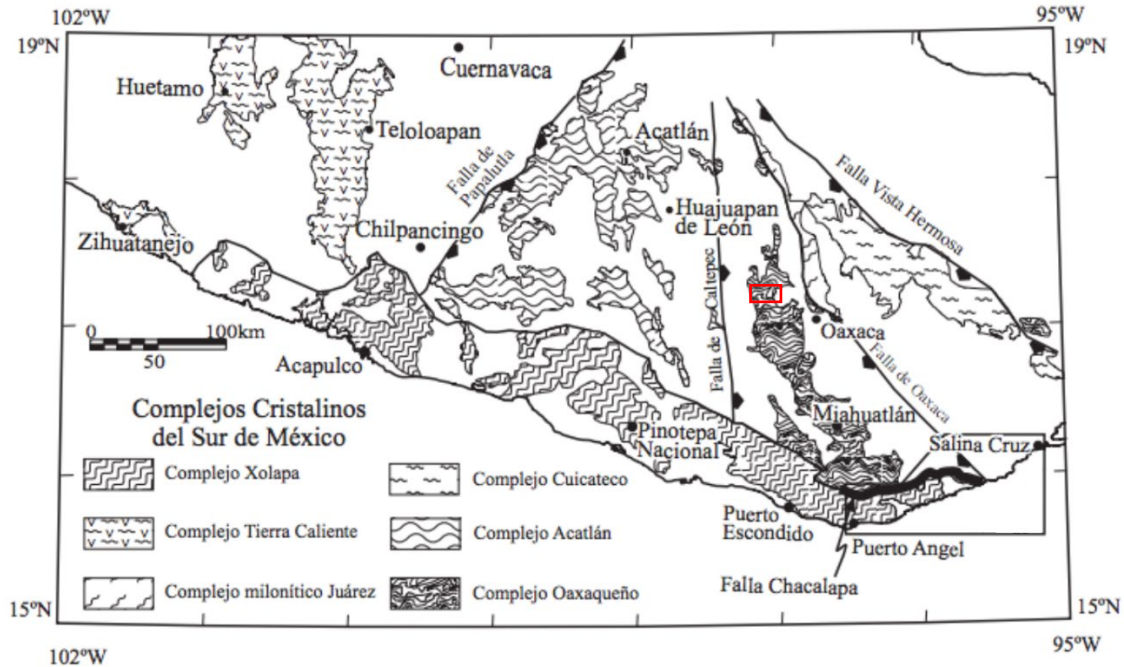 102ºW
95ºW
19ºN
19ºN
Cuernavaca
Huetamo
Teloloapan
Acatlán
Falla de
Papalutla
Falla Vista Hermosa
Huajuapan
de León
Chilpancingo
Zihuatanejo
Falla de Caltepec
0
100km
50
Oaxaca
Acapulco
Falla de Oaxaca
Complejos Cristalinos
del Sur de México
Miahuatlán
Pinotepa
Nacional
Salina Cruz
Complejo Xolapa
Complejo Cuicateco
Complejo Tierra Caliente
Complejo Acatlán
Puerto
Escondido
Puerto Angel
Complejo milonítico Juárez
Complejo Oaxaqueño
Falla Chacalapa
15ºN
15ºN
102ºW
95ºW